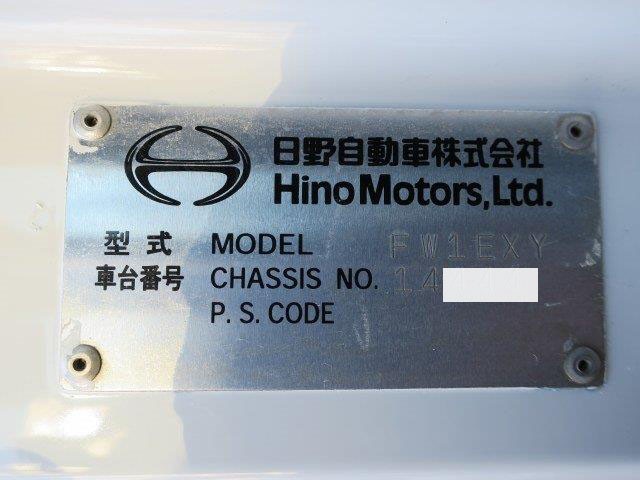 日野自動車株式会社
Hino Motors,Ltd.
型式 MODEL FW1EXY
車台番号 CHASSIS NO. 14
P.S.CODE